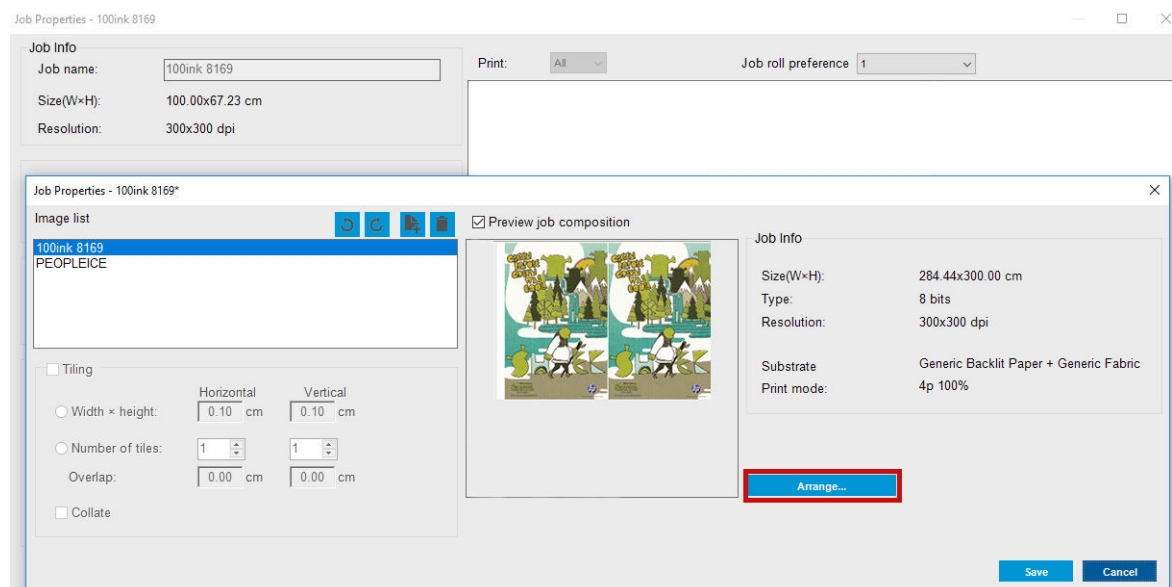 Job Properties - 100ink 8169
Job Info
Job name: 100ink 8169
Size(W×H): 100.00x67.23 cm
Resolution: 300x300 dpi
Print: All
Job roll preference 1
Job Properties - 100ink 8169*
Image list
100ink 8169
PEOPLEICE
Tiling
Horizontal Vertical
Width × height: 0.10 cm 0.10 cm
Number of tiles: 1 1
Overlap: 0.00 cm 0.00 cm
Collate
Preview job composition
Job Info
Size(W×H): 284.44x300.00 cm
Type: 8 bits
Resolution: 300x300 dpi
Substrate Generic Backlit Paper + Generic Fabric
Print mode: 4p 100%
Arrange...
Save Cancel